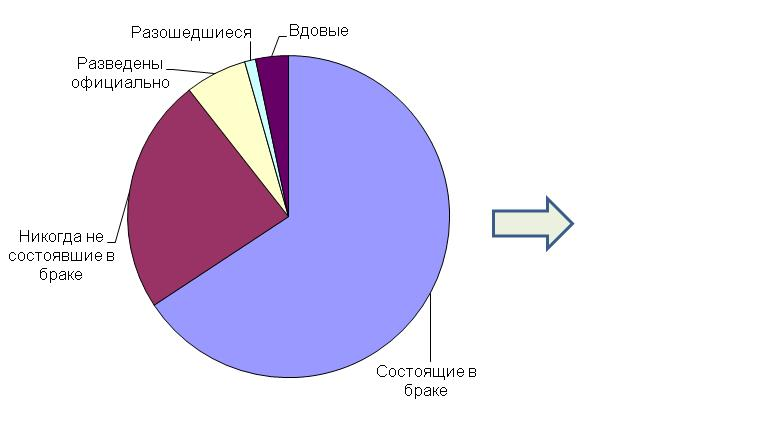 Разошедшиеся
Вдовые
Разведены
официально
Никогда не
состоявшие в
браке
Состоящие в
браке